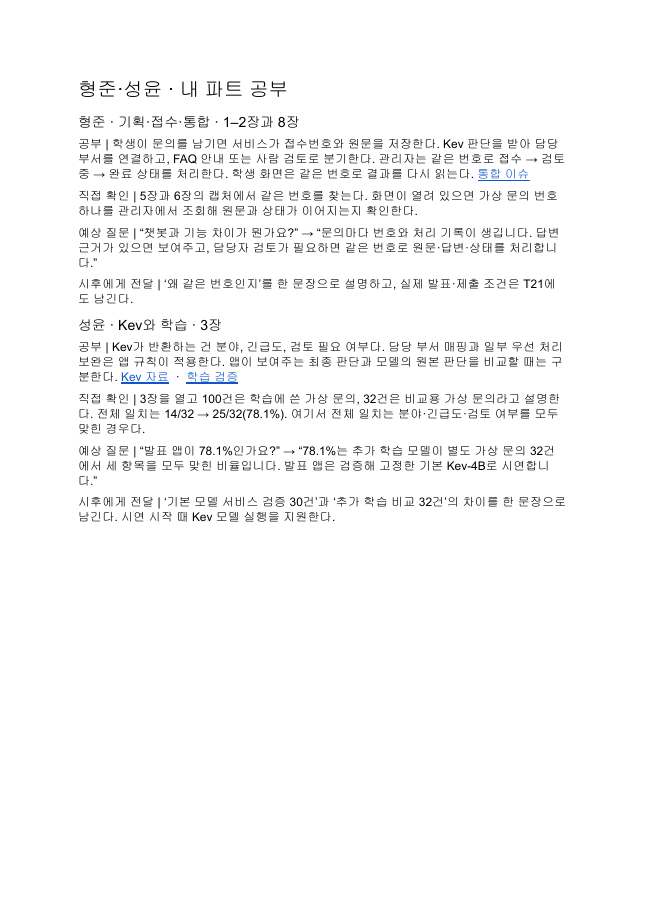 형준·성윤 · 내 파트 공부
형준 · 기획·접수·통합 · 1–2장과 8장
공부 | 학생이 문의를 남기면 서비스가 접수번호와 원문을 저장한다. Kev 판단을 받아 담당
부서를 연결하고, FAQ 안내 또는 사람 검토로 분기한다. 관리자는 같은 번호로 접수 → 검토
중 → 완료 상태를 처리한다. 학생 화면은 같은 번호로 결과를 다시 읽는다. 통합 이슈
직접 확인 | 5장과 6장의 캡처에서 같은 번호를 찾는다. 화면이 열려 있으면 가상 문의 번호
하나를 관리자에서 조회해 원문과 상태가 이어지는지 확인한다.
예상 질문 | “챗봇과 기능 차이가 뭔가요?” → “문의마다 번호와 처리 기록이 생깁니다. 답변
근거가 있으면 보여주고, 담당자 검토가 필요하면 같은 번호로 원문·답변·상태를 처리합니
다.”
시후에게 전달 | ‘왜 같은 번호인지’를 한 문장으로 설명하고, 실제 발표·제출 조건은 T21에
도 남긴다.
성윤 · Kev와 학습 · 3장
공부 | Kev가 반환하는 건 분야, 긴급도, 검토 필요 여부다. 담당 부서 매핑과 일부 우선 처리
보완은 앱 규칙이 적용한다. 앱이 보여주는 최종 판단과 모델의 원본 판단을 비교할 때는 구
분한다. Kev 자료 · 학습 검증
직접 확인 | 3장을 열고 100건은 학습에 쓴 가상 문의, 32건은 비교용 가상 문의라고 설명한
다. 전체 일치는 14/32 → 25/32(78.1%). 여기서 전체 일치는 분야·긴급도·검토 여부를 모두
맞힌 경우다.
예상 질문 | “발표 앱이 78.1%인가요?” → “78.1%는 추가 학습 모델이 별도 가상 문의 32건
에서 세 항목을 모두 맞힌 비율입니다. 발표 앱은 검증해 고정한 기본 Kev-4B로 시연합니
다.”
시후에게 전달 | ‘기본 모델 서비스 검증 30건’과 ‘추가 학습 비교 32건’의 차이를 한 문장으로
남긴다. 시연 시작 때 Kev 모델 실행을 지원한다.